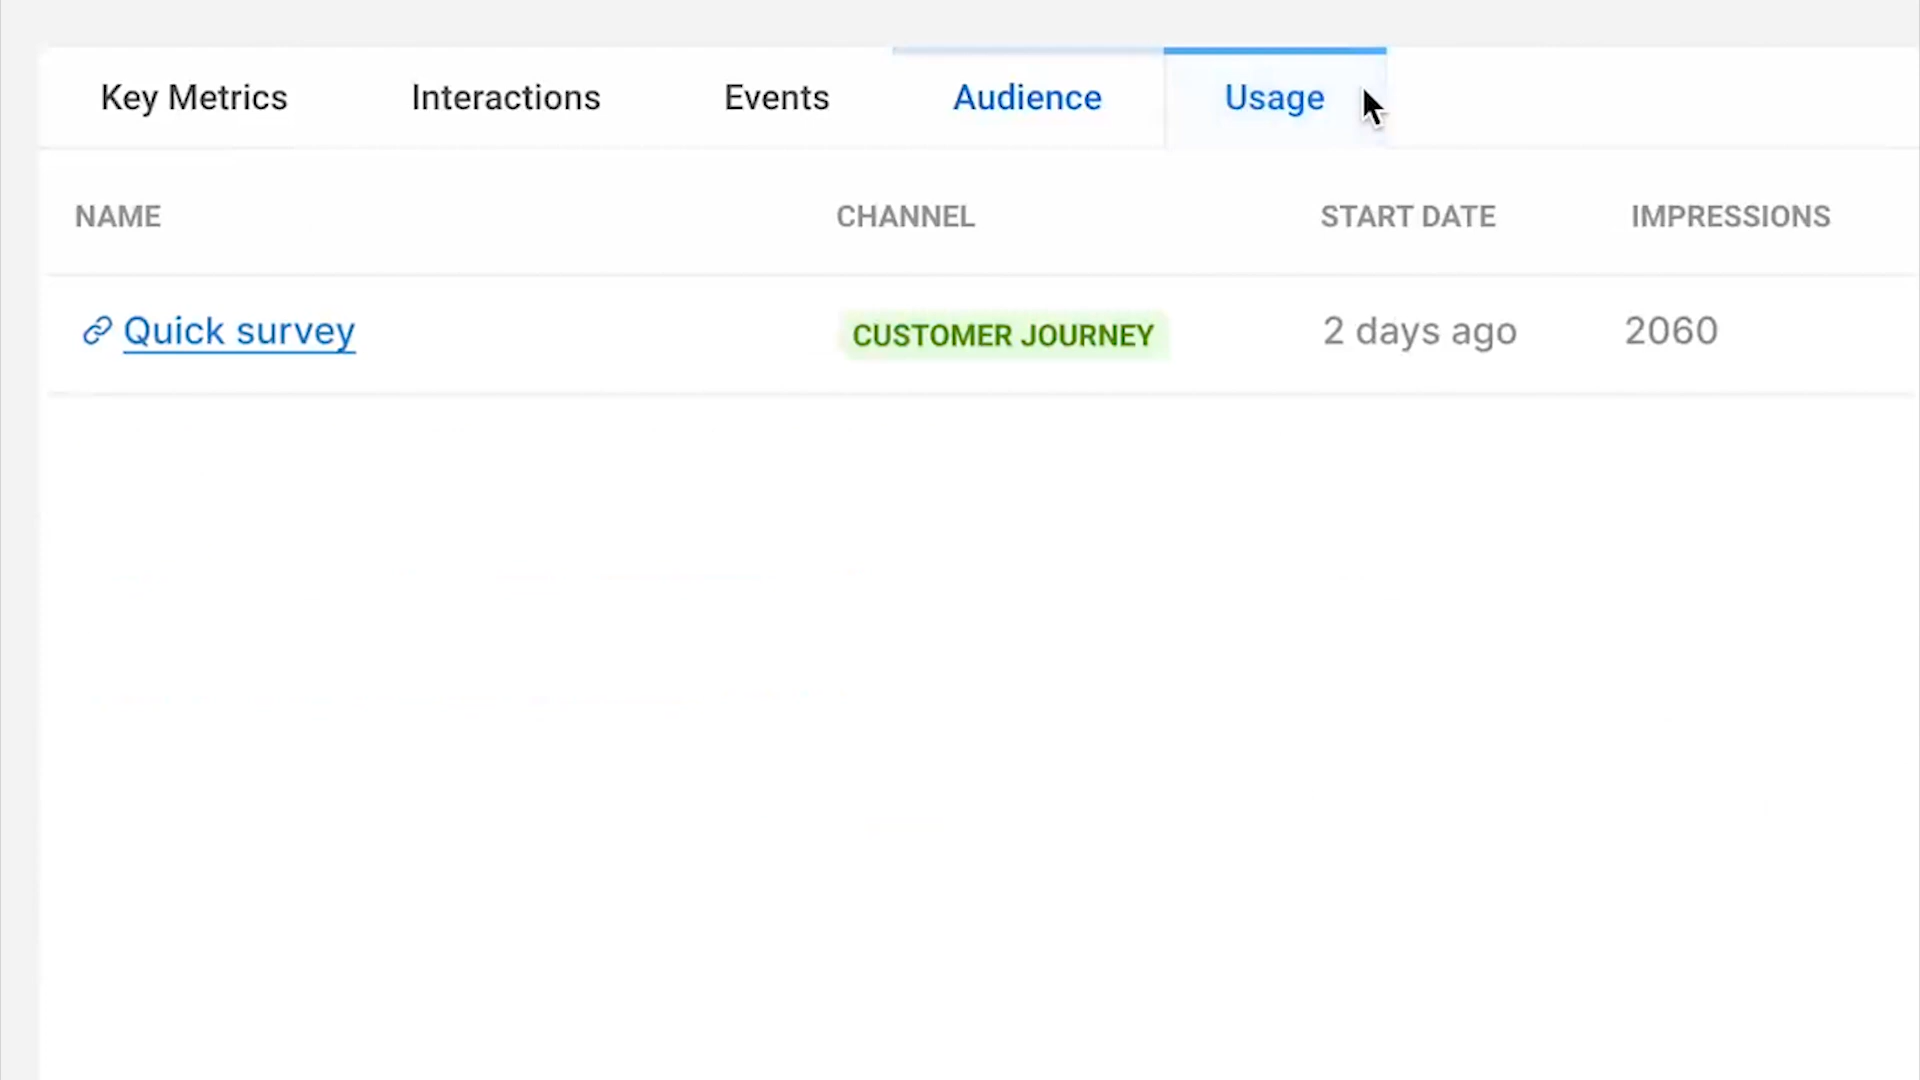 Key Metrics Interactions Events Audience Usage
NAME CHANNEL START DATE IMPRESSIONS
Quick survey CUSTOMER JOURNEY 2 days ago 2060